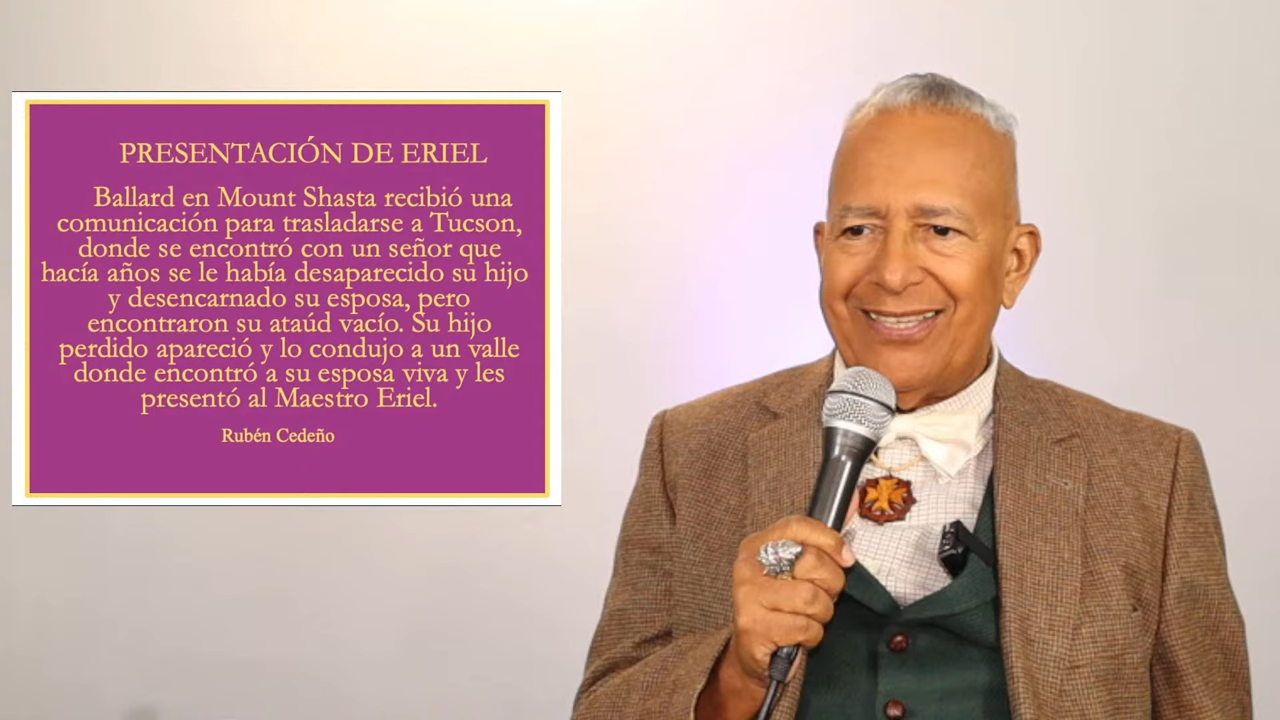 PRESENTACIÓN DE ERIEL
Ballard en Mount Shasta recibió una
comunicación para trasladarse a Tucson,
donde se encontró con un señor que
hacía años se le había desaparecido su hijo
y desencarnado su esposa, pero
encontraron su ataúd vacío. Su hijo
perdido apareció y lo condujo a un valle
donde encontró a su esposa viva y les
presentó al Maestro Eriel.
Rubén Cedeño